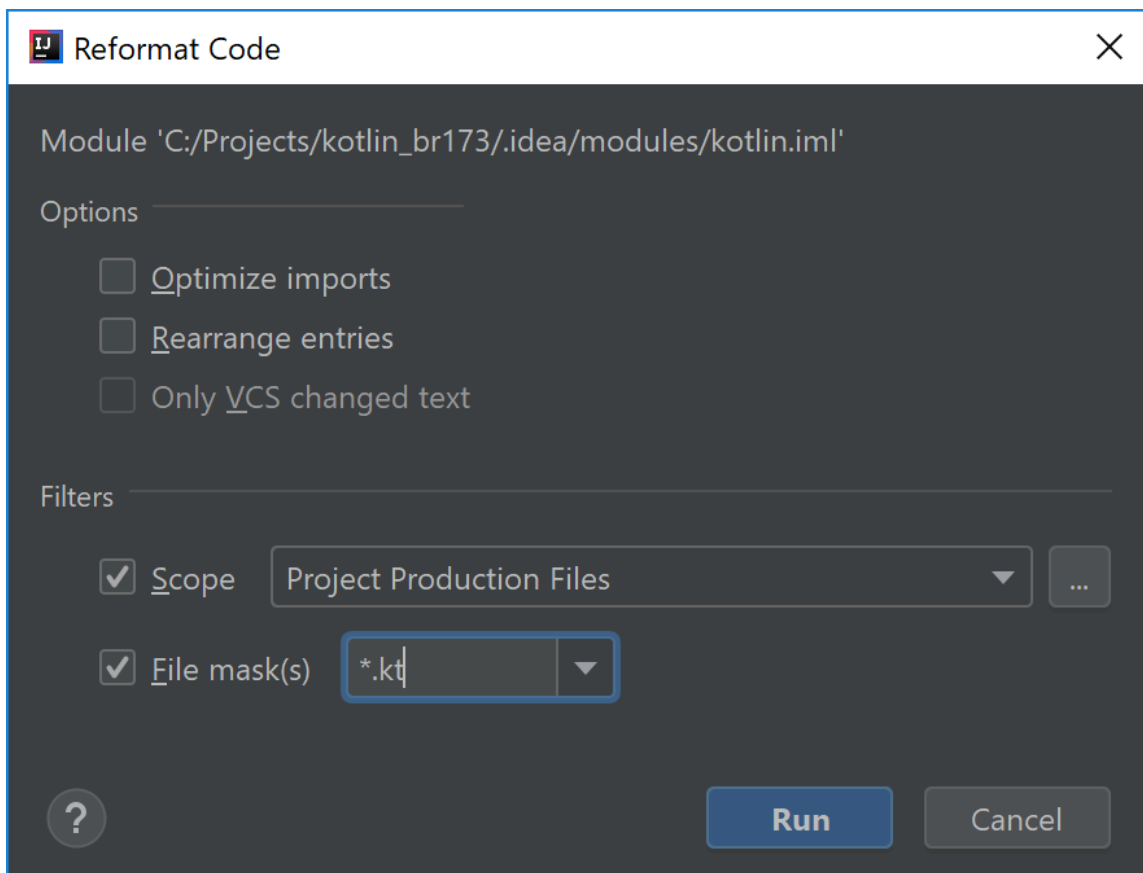 IJ Reformat Code
Module 'C:/Projects/kotlin_br173/.idea/modules/kotlin.iml'
Options
Optimize imports
Rearrange entries
Only VCS changed text
Filters
Scope Project Production Files ...
File mask(s) *.kt
? Run Cancel